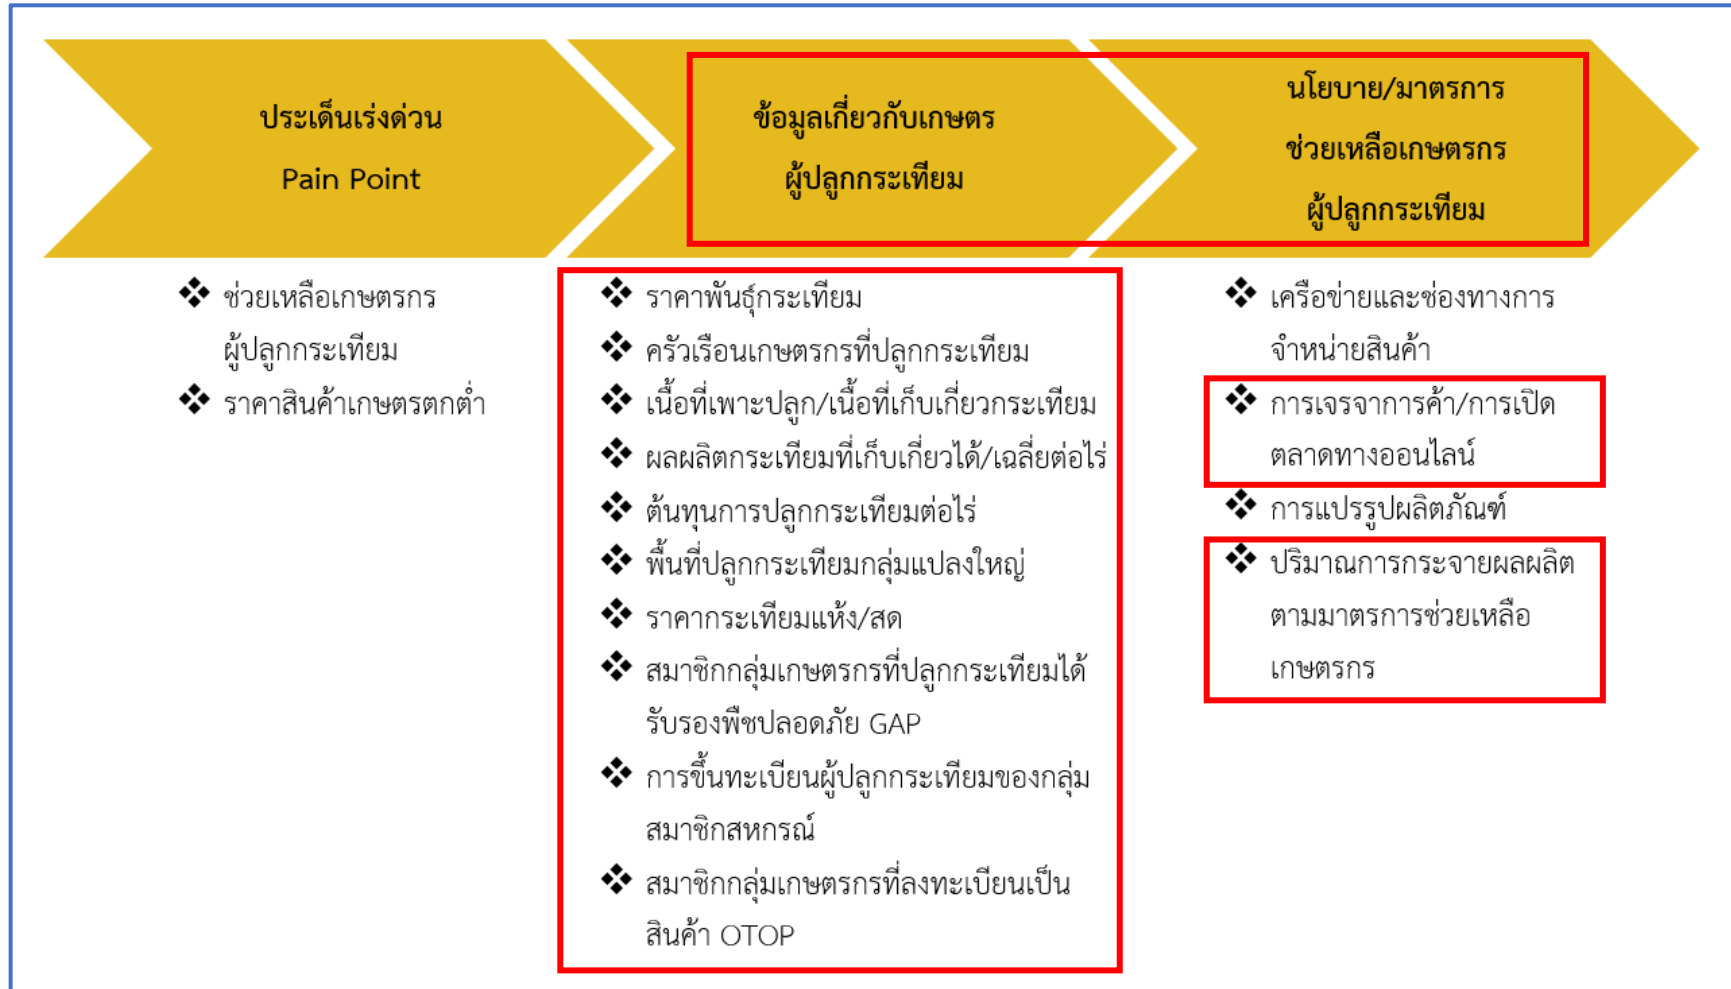 ประเด็นเร่งด่วน
Pain Point
ข้อมูลเกี่ยวกับเกษตร
ผู้ปลูกกระเทียม
นโยบาย/มาตรการ
ช่วยเหลือเกษตรกร
ผู้ปลูกกระเทียม
❖ ช่วยเหลือเกษตรกร
ผู้ปลูกกระเทียม
❖ ราคาสินค้าเกษตรตกต่ำ
❖ ราคาพันธุ์กระเทียม
❖ ครัวเรือนเกษตรกรที่ปลูกกระเทียม
❖ เนื้อที่เพาะปลูก/เนื้อที่เก็บเกี่ยวกระเทียม
❖ ผลผลิตกระเทียมที่เก็บเกี่ยวได้/เฉลี่ยต่อไร่
❖ ต้นทุนการปลูกกระเทียมต่อไร่
❖ พื้นที่ปลูกกระเทียมกลุ่มแปลงใหญ่
❖ ราคากระเทียมแห้ง/สด
❖ สมาชิกกลุ่มเกษตรกรที่ปลูกกระเทียมได้
รับรองพืชปลอดภัย GAP
❖ การขึ้นทะเบียนผู้ปลูกกระเทียมของกลุ่ม
สมาชิกสหกรณ์
❖ สมาชิกกลุ่มเกษตรกรที่ลงทะเบียนเป็น
สินค้า OTOP
❖ เครือข่ายและช่องทางการ
จำหน่ายสินค้า
❖ การเจรจาการค้า/การเปิด
ตลาดทางออนไลน์
❖ การแปรรูปผลิตภัณฑ์
❖ ปริมาณการกระจายผลผลิต
ตามมาตรการช่วยเหลือ
เกษตรกร